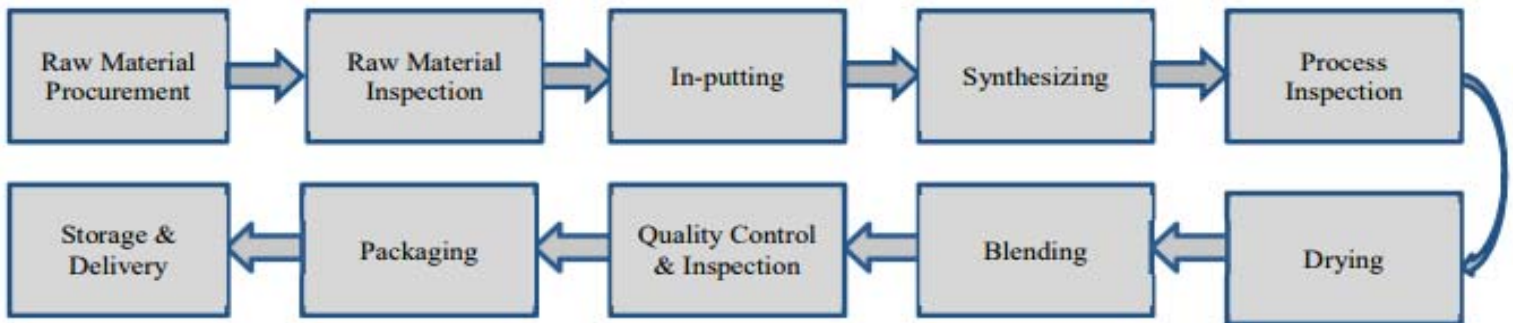 Raw Material
Procurement
Raw Material
Inspection
In-putting
Synthesizing
Process
Inspection
Storage &
Delivery
Packaging
Quality Control
& Inspection
Blending
Drying